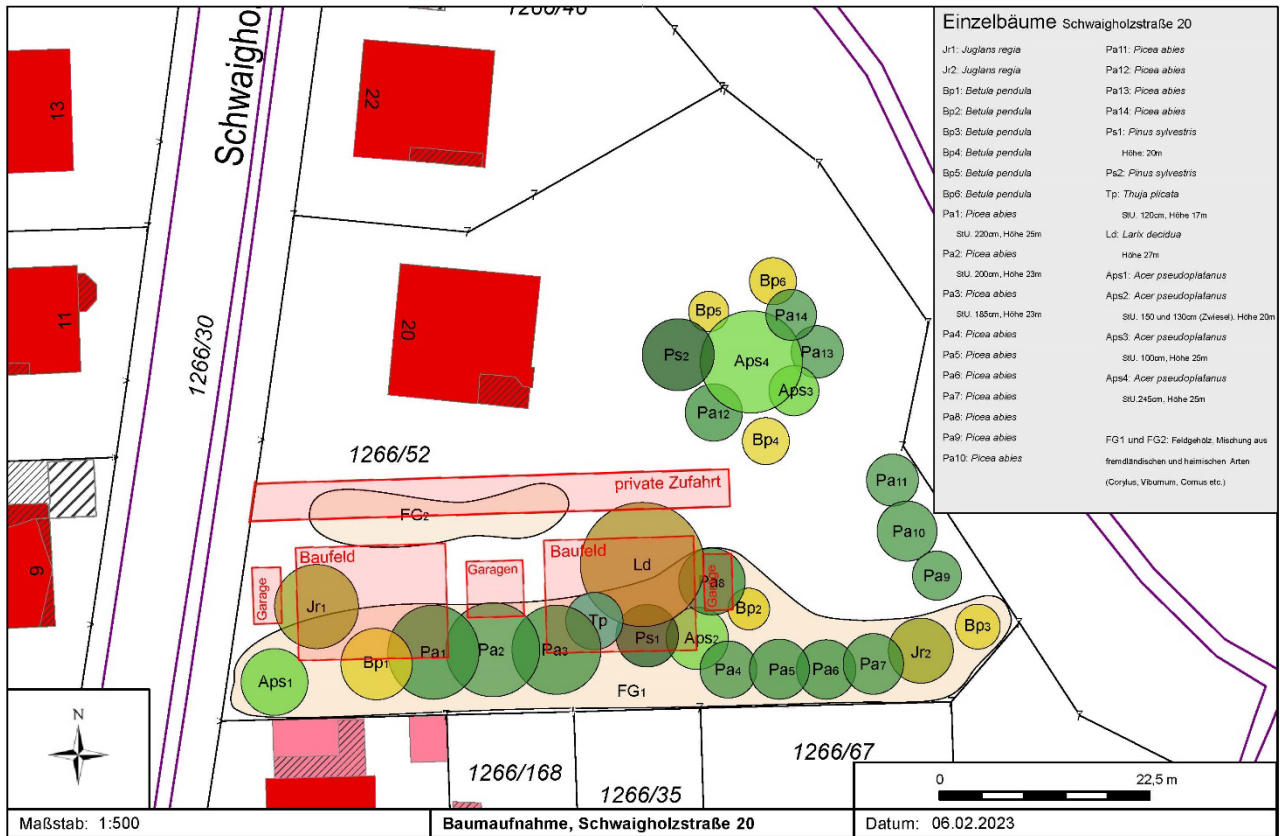 1266/46
Schwaigho
13
22
11
20
1266/30
9
1266/52
private Zufahrt
FG2
Baufeld
Baufeld
Garage
Garagen
Garage
Bp6
Bp5
Pa14
Ps2
Aps4
Pa13
Aps3
Pa12
Bp4
Pa11
Pa10
Pa9
Ld
Pa8
Jr1
Tp
Bp2
Bp3
Bp1
Pa1
Pa2
Pa3
Ps1
Aps2
Aps1
Pa4
Pa5
Pa6
Pa7
Jr2
FG1
1266/168
1266/35
1266/67
N
0 22,5 m
Einzelbäume Schwaigholzstraße 20
Jr1: Juglans regia
Jr2: Juglans regia
Bp1: Betula pendula
Bp2: Betula pendula
Bp3: Betula pendula
Bp4: Betula pendula
Bp5: Betula pendula
Bp6: Betula pendula
Pa1: Picea abies
StU. 220cm, Höhe 25m
Pa2: Picea abies
StU. 200cm, Höhe 23m
Pa3: Picea abies
StU. 185cm, Höhe 23m
Pa4: Picea abies
Pa5: Picea abies
Pa6: Picea abies
Pa7: Picea abies
Pa8: Picea abies
Pa9: Picea abies
Pa10: Picea abies
Pa11: Picea abies
Pa12: Picea abies
Pa13: Picea abies
Pa14: Picea abies
Ps1: Pinus sylvestris
Höhe: 20m
Ps2: Pinus sylvestris
Tp: Thuja plicata
StU. 120cm, Höhe 17m
Ld: Larix decidua
Höhe 27m
Aps1: Acer pseudoplatanus
Aps2: Acer pseudoplatanus
StU. 150 und 130cm (Zwiesel). Höhe 20m
Aps3: Acer pseudoplatanus
StU. 100cm, Höhe 25m
Aps4: Acer pseudoplatanus
StU.245cm, Höhe 25m
FG1 und FG2: Feldgehölz. Mischung aus
fremdländischen und heimischen Arten
(Corylus, Viburnum, Cornus etc.)
Maßstab: 1:500
Baumaufnahme, Schwaigholzstraße 20
Datum: 06.02.2023